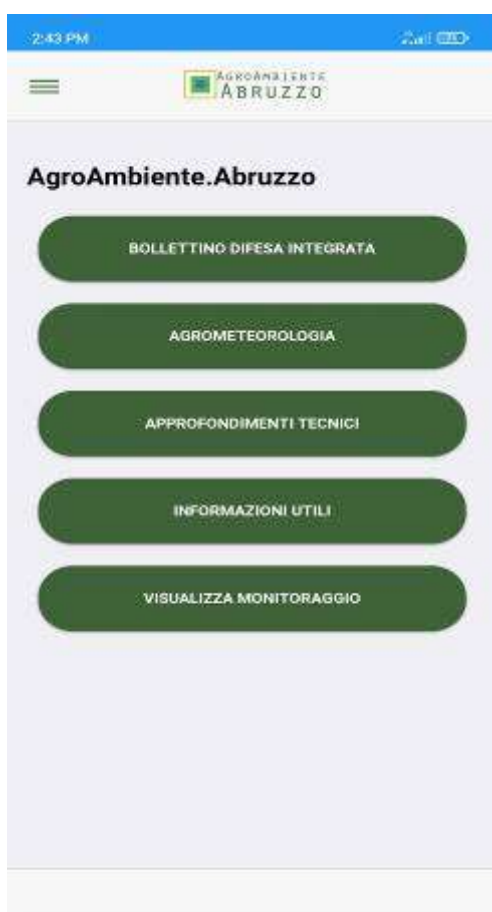 2:43 PM
AGROAMBIENTE
ABRUZZO
AgroAmbiente.Abruzzo
BOLLETTINO DIFESA INTEGRATA
AGROMETEOROLOGIA
APPROFONDIMENTI TECNICI
INFORMAZIONI UTILI
VISUALIZZA MONITORAGGIO